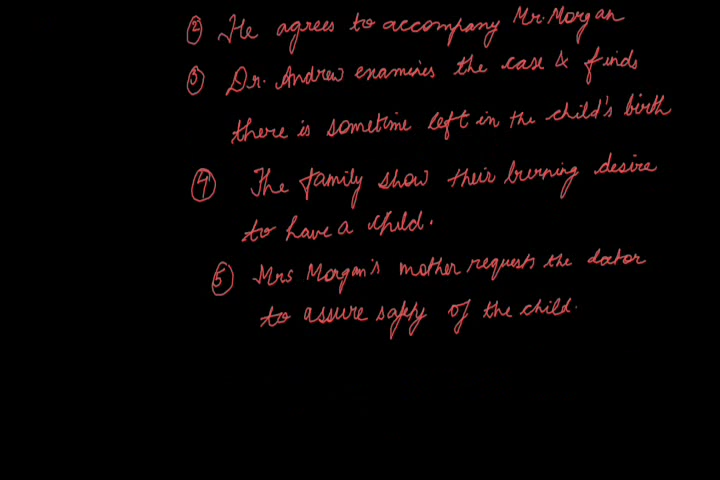 ② He agrees to accompany Mr. Morgan
③ Dr. Andrew examines the case & finds
there is sometime left in the child's birth
④ The family show their burning desire
to have a child.
⑤ Mrs Morgan's mother requests the doctor
to assure safety of the child.